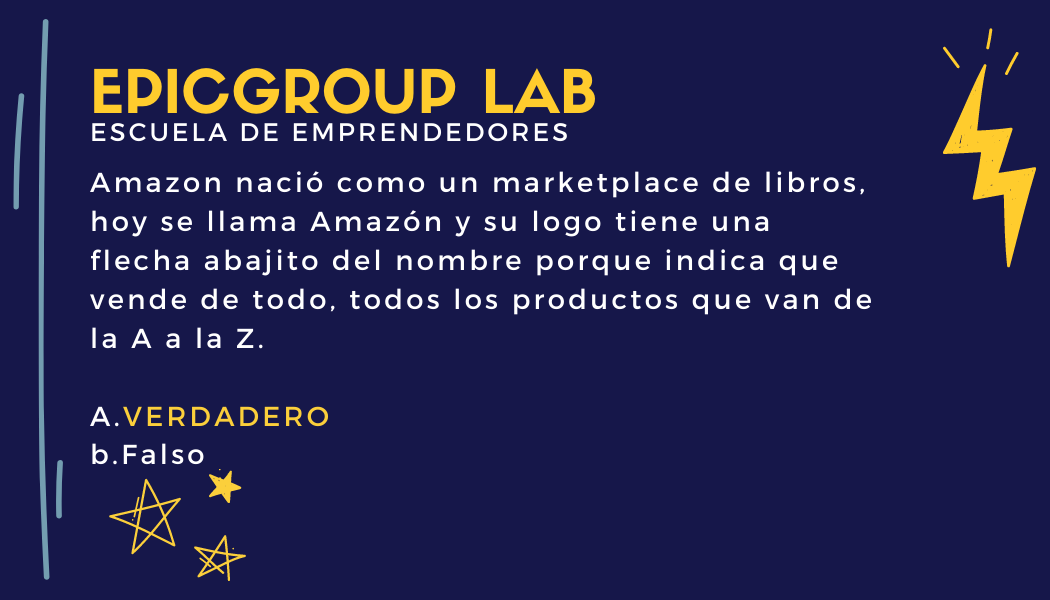 EPICGROUP LAB
ESCUELA DE EMPRENDEDORES
Amazon nació como un marketplace de libros,
hoy se llama Amazón y su logo tiene una
flecha abajito del nombre porque indica que
vende de todo, todos los productos que van de
la A a la Z.
A.VERDADERO
b.Falso